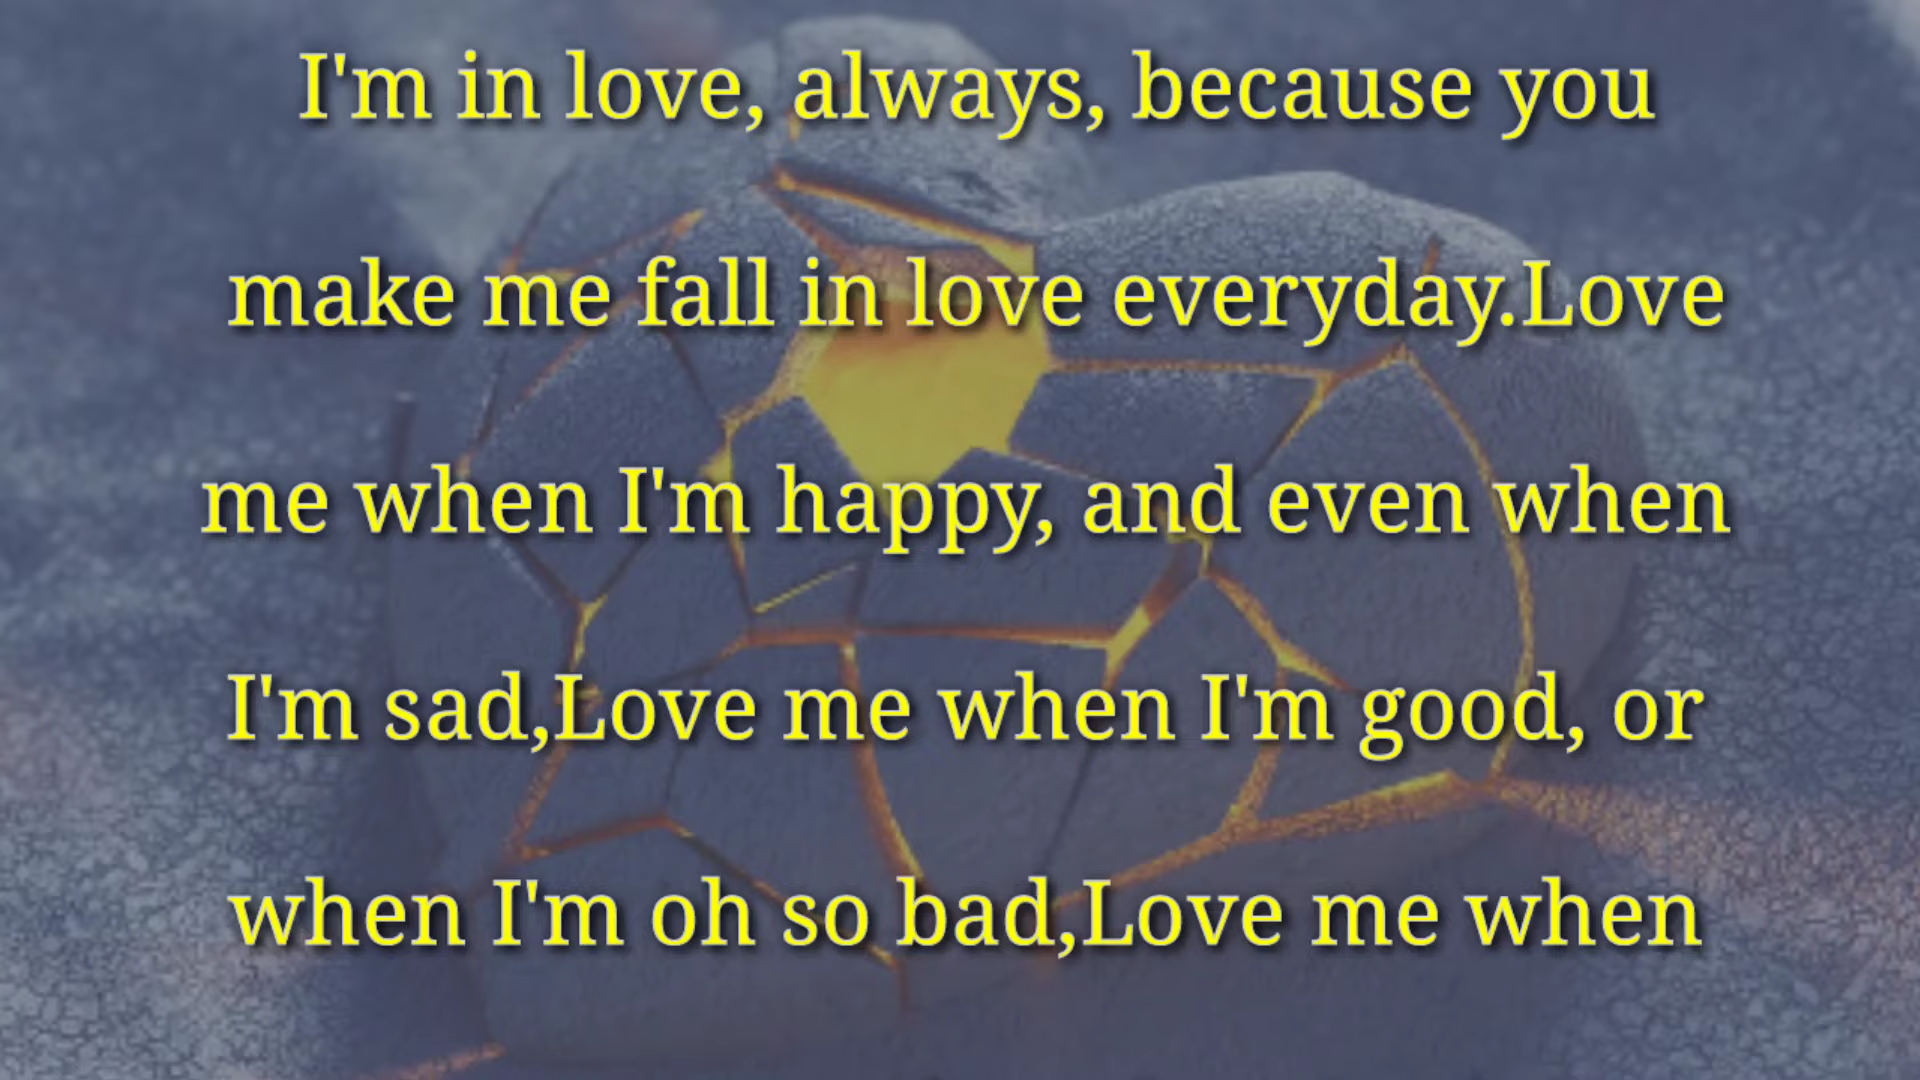 I'm in love, always, because you
make me fall in love everyday.Love
me when I'm happy, and even when
I'm sad,Love me when I'm good, or
when I'm oh so bad,Love me when